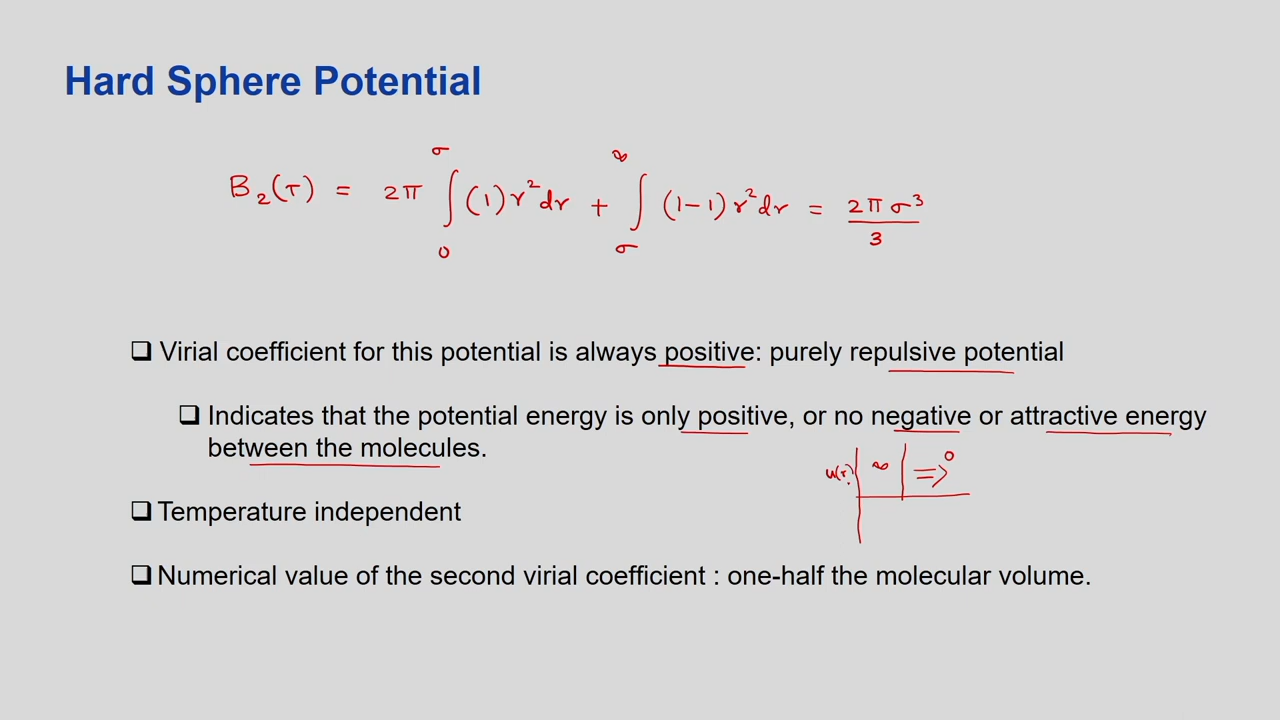 Hard Sphere Potential
B₂(T) = 2π ∫₀^σ (1) r² dr + ∫_σ^∞ (1-1) r² dr = 2πσ³/3
❑ Virial coefficient for this potential is always positive: purely repulsive potential
❑ Indicates that the potential energy is only positive, or no negative or attractive energy
between the molecules.
u(r) ∞ => 0
❑ Temperature independent
❑ Numerical value of the second virial coefficient : one-half the molecular volume.